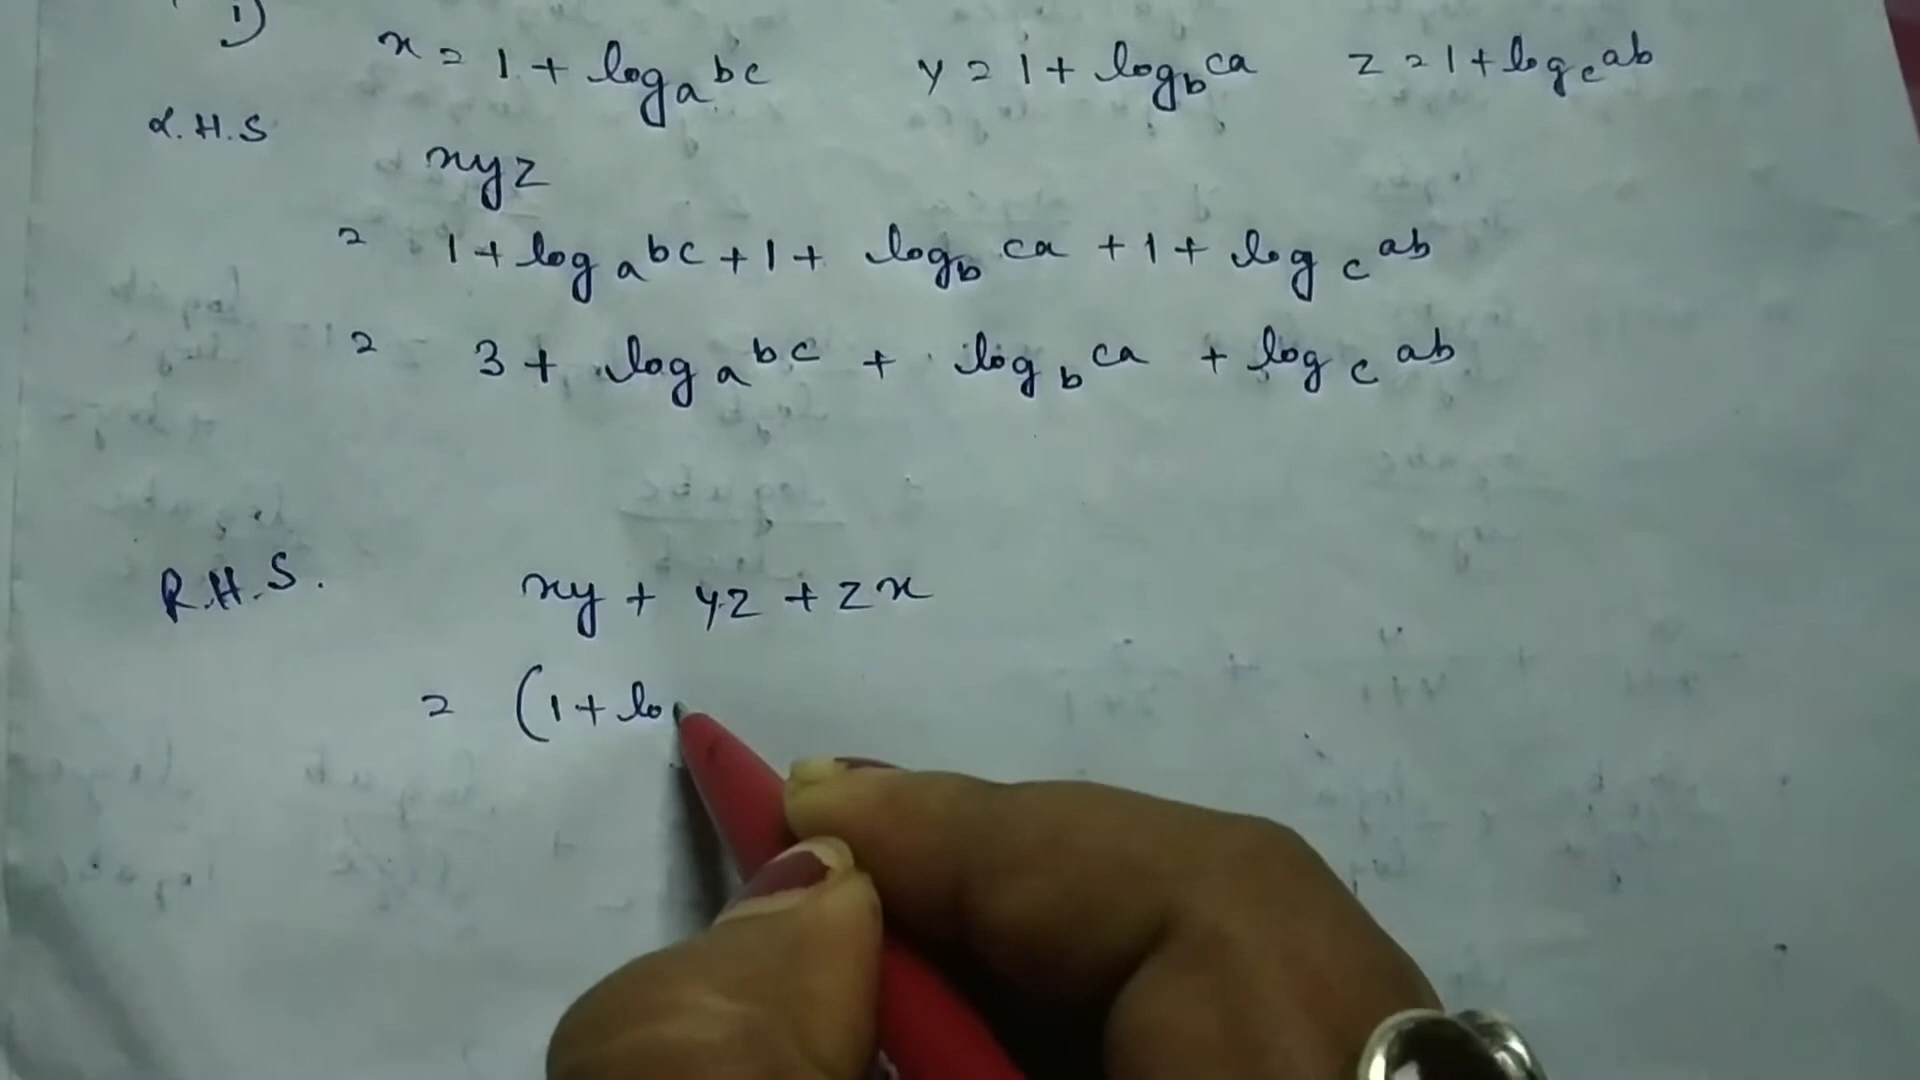 1)
x = 1 + log_a bc y = 1 + log_b ca z = 1 + log_c ab
L.H.S
xyz
= 1 + log_a bc + 1 + log_b ca + 1 + log_c ab
= 3 + log_a bc + log_b ca + log_c ab
R.H.S. xy + yz + zx
= (1 + lo